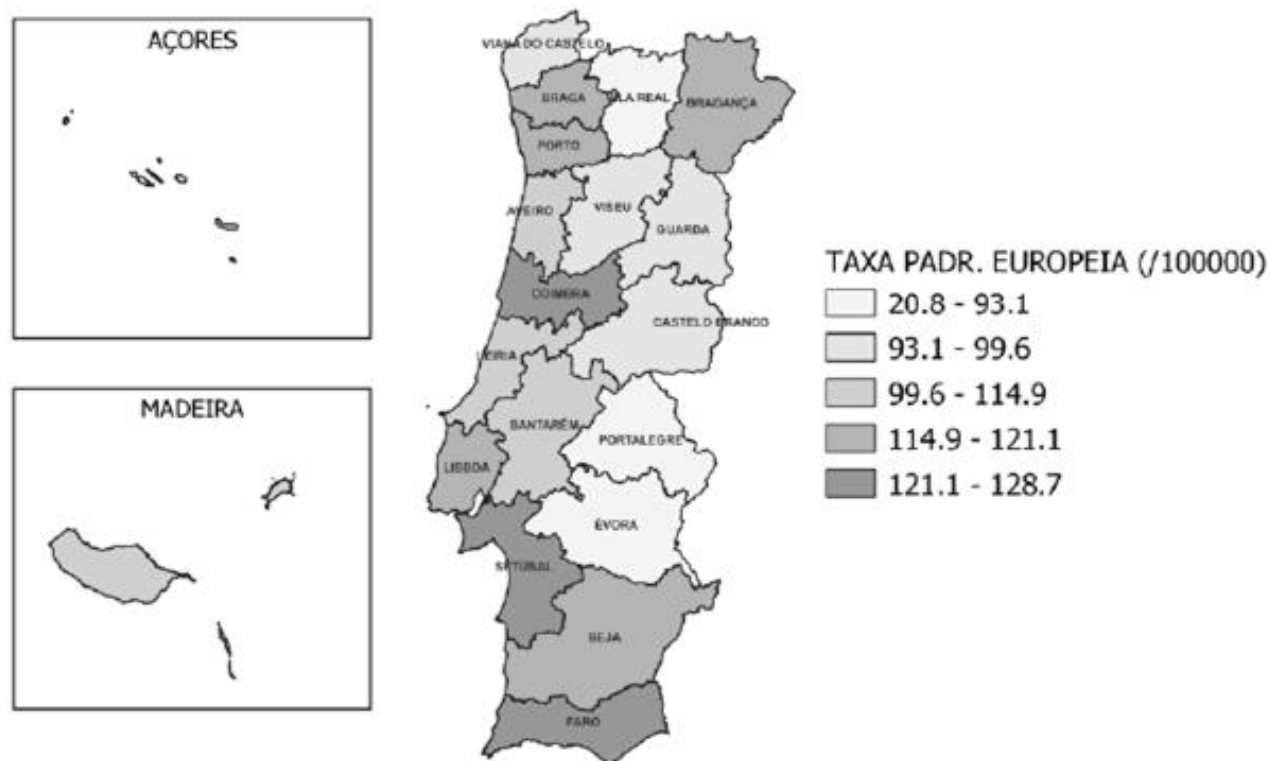 AÇORES
MADEIRA
VIANA DO CASTELO
BRAGA
VILA REAL
BRAGANÇA
PORTO
AVEIRO
VISEU
GUARDA
COIMBRA
CASTELO BRANCO
LEIRIA
SANTARÉM
PORTALEGRE
LISBOA
ÉVORA
SETÚBAL
BEJA
FARO
TAXA PADR. EUROPEIA (/100000)
20.8 - 93.1
93.1 - 99.6
99.6 - 114.9
114.9 - 121.1
121.1 - 128.7